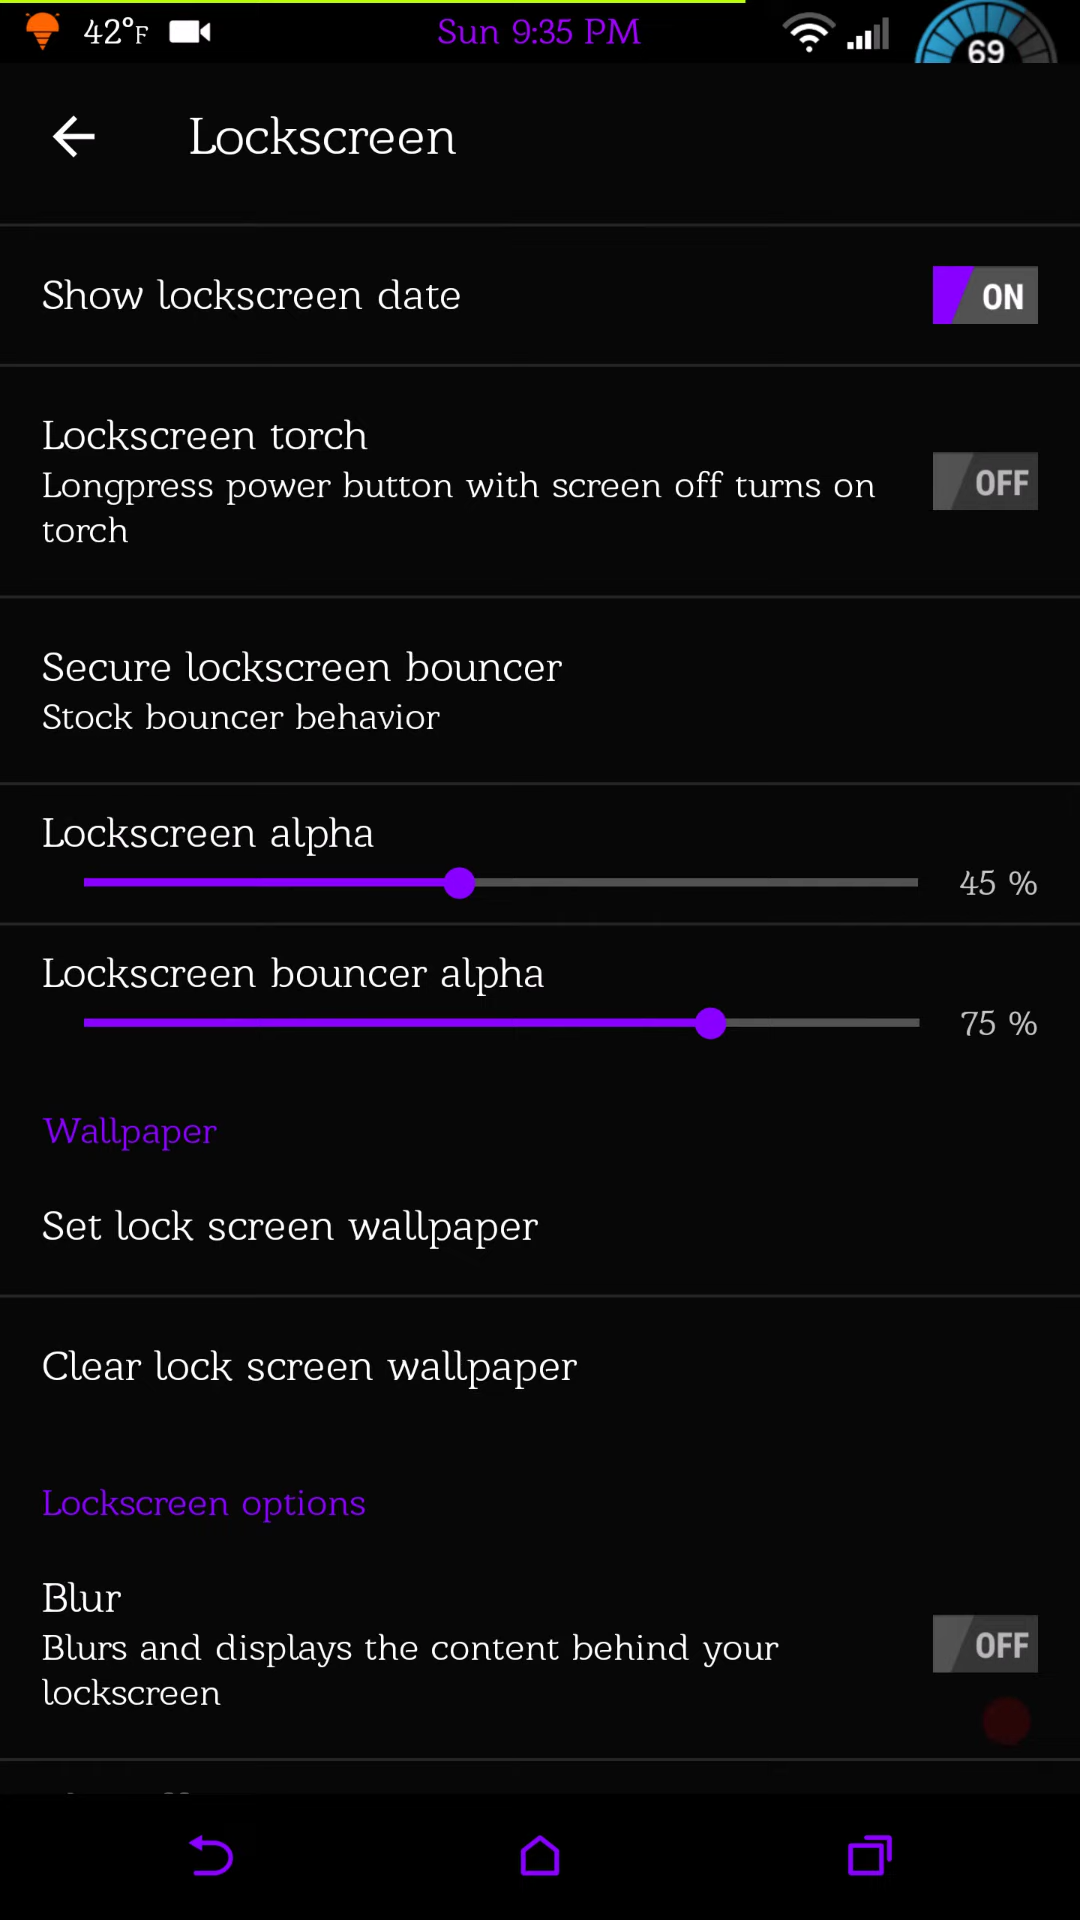 42°F
Sun 9:35 PM
69
Lockscreen
Show lockscreen date
ON
Lockscreen torch
Longpress power button with screen off turns on
torch
OFF
Secure lockscreen bouncer
Stock bouncer behavior
Lockscreen alpha
45 %
Lockscreen bouncer alpha
75 %
Wallpaper
Set lock screen wallpaper
Clear lock screen wallpaper
Lockscreen options
Blur
Blurs and displays the content behind your
lockscreen
OFF